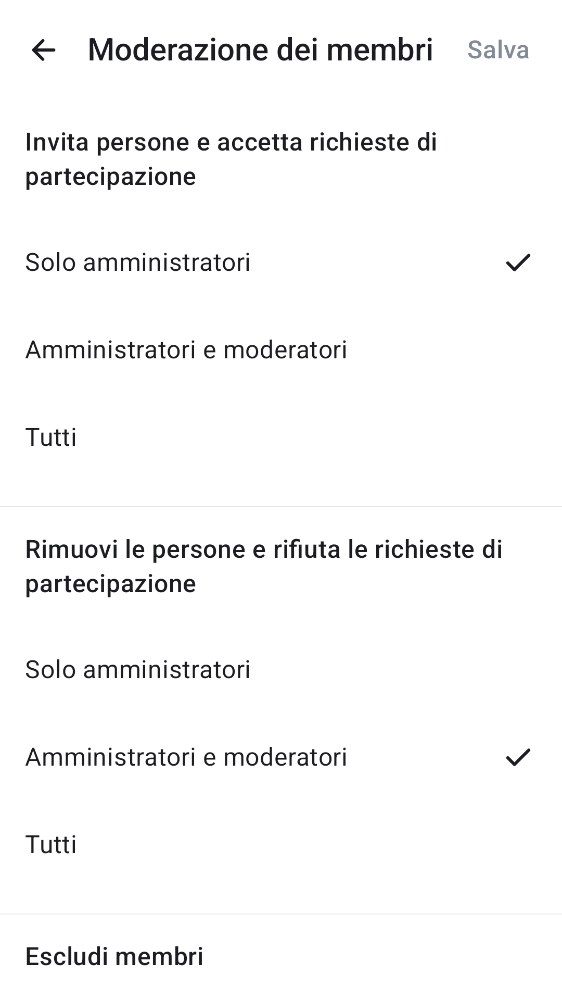 Moderazione dei membri Salva
Invita persone e accetta richieste di
partecipazione
Solo amministratori
Amministratori e moderatori
Tutti
Rimuovi le persone e rifiuta le richieste di
partecipazione
Solo amministratori
Amministratori e moderatori
Tutti
Escludi membri